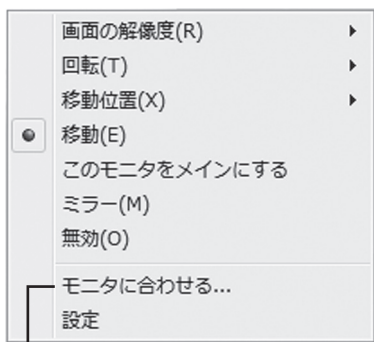 画面の解像度(R)
回転(T)
移動位置(X)
移動(E)
このモニタをメインにする
ミラー(M)
無効(O)
モニタに合わせる...
設定